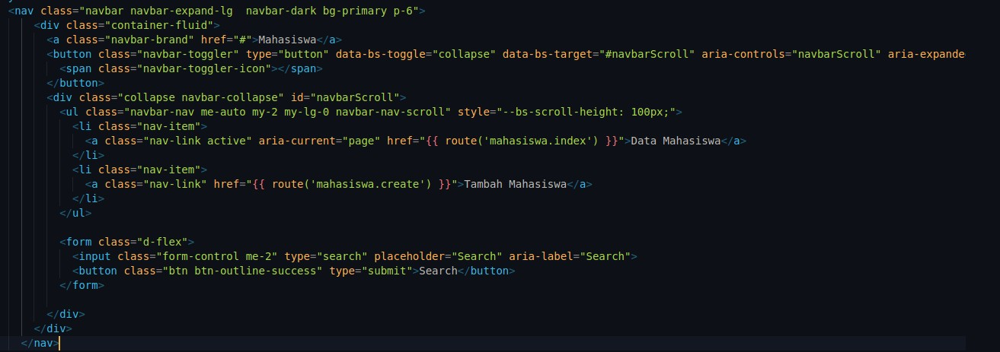 <nav class="navbar navbar-expand-lg  navbar-dark bg-primary p-6">
<div class="container-fluid">
<a class="navbar-brand" href="#">Mahasiswa</a>
<button class="navbar-toggler" type="button" data-bs-toggle="collapse" data-bs-target="#navbarScroll" aria-controls="navbarScroll" aria-expande
<span class="navbar-toggler-icon"></span>
</button>
<div class="collapse navbar-collapse" id="navbarScroll">
<ul class="navbar-nav me-auto my-2 my-lg-0 navbar-nav-scroll" style="--bs-scroll-height: 100px;">
<li class="nav-item">
<a class="nav-link active" aria-current="page" href="{{ route('mahasiswa.index') }}">Data Mahasiswa</a>
</li>
<li class="nav-item">
<a class="nav-link" href="{{ route('mahasiswa.create') }}">Tambah Mahasiswa</a>
</li>
</ul>
<form class="d-flex">
<input class="form-control me-2" type="search" placeholder="Search" aria-label="Search">
<button class="btn btn-outline-success" type="submit">Search</button>
</form>
</div>
</div>
</nav>